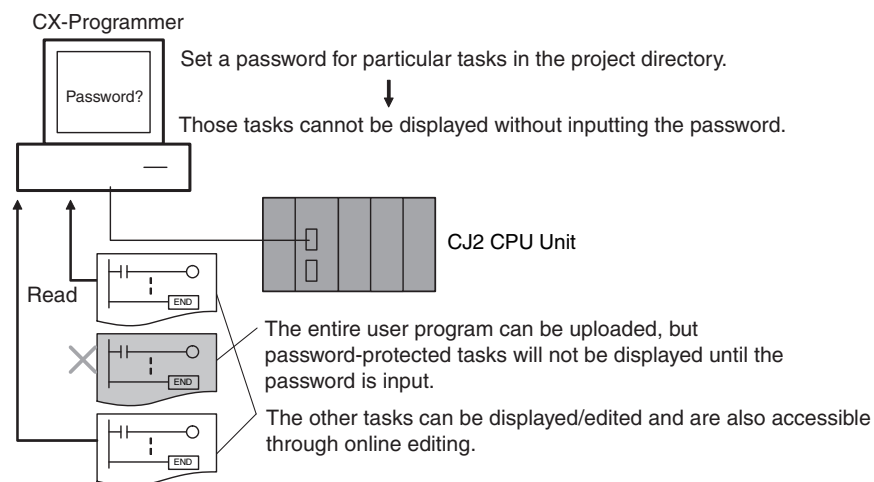 CX-Programmer
Set a password for particular tasks in the project directory.
Password?
Those tasks cannot be displayed without inputting the password.
CJ2 CPU Unit
Read
END
The entire user program can be uploaded, but
password-protected tasks will not be displayed until the
password is input.
END
The other tasks can be displayed/edited and are also accessible
through online editing.
END